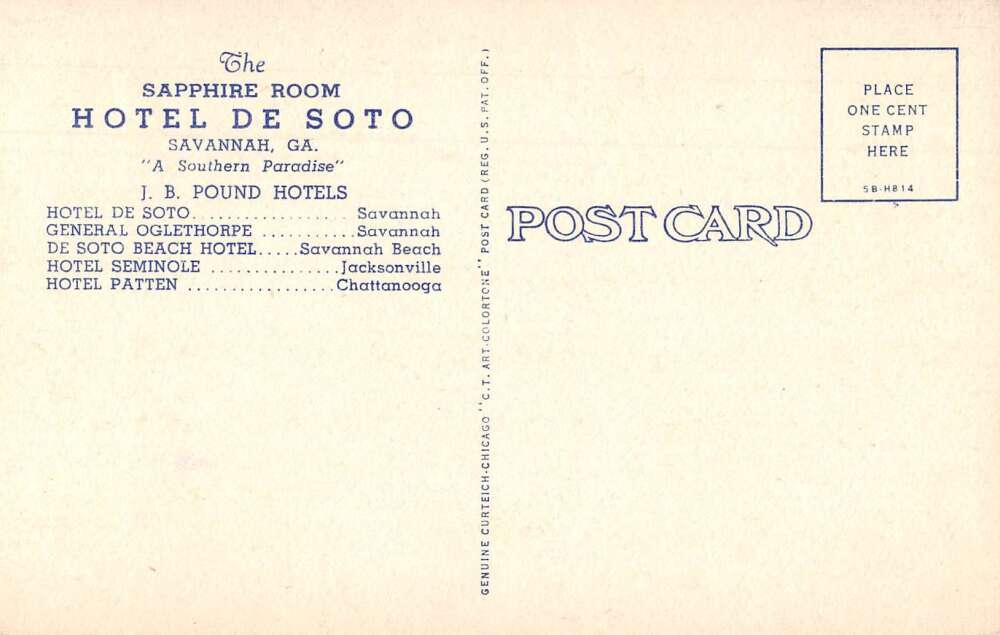 The
SAPPHIRE ROOM
HOTEL DE SOTO
SAVANNAH, GA.
"A Southern Paradise"
J. B. POUND HOTELS
HOTEL DE SOTO.................. Savannah
GENERAL OGLETHORPE ...........Savannah
DE SOTO BEACH HOTEL.....Savannah Beach
HOTEL SEMINOLE ...............Jacksonville
HOTEL PATTEN .................Chattanooga
GENUINE CURTEICH-CHICAGO "C.T. ART-COLORTONE" POST CARD (REG. U.S. PAT. OFF.)
POST CARD
PLACE
ONE CENT
STAMP
HERE
5B-H814
S